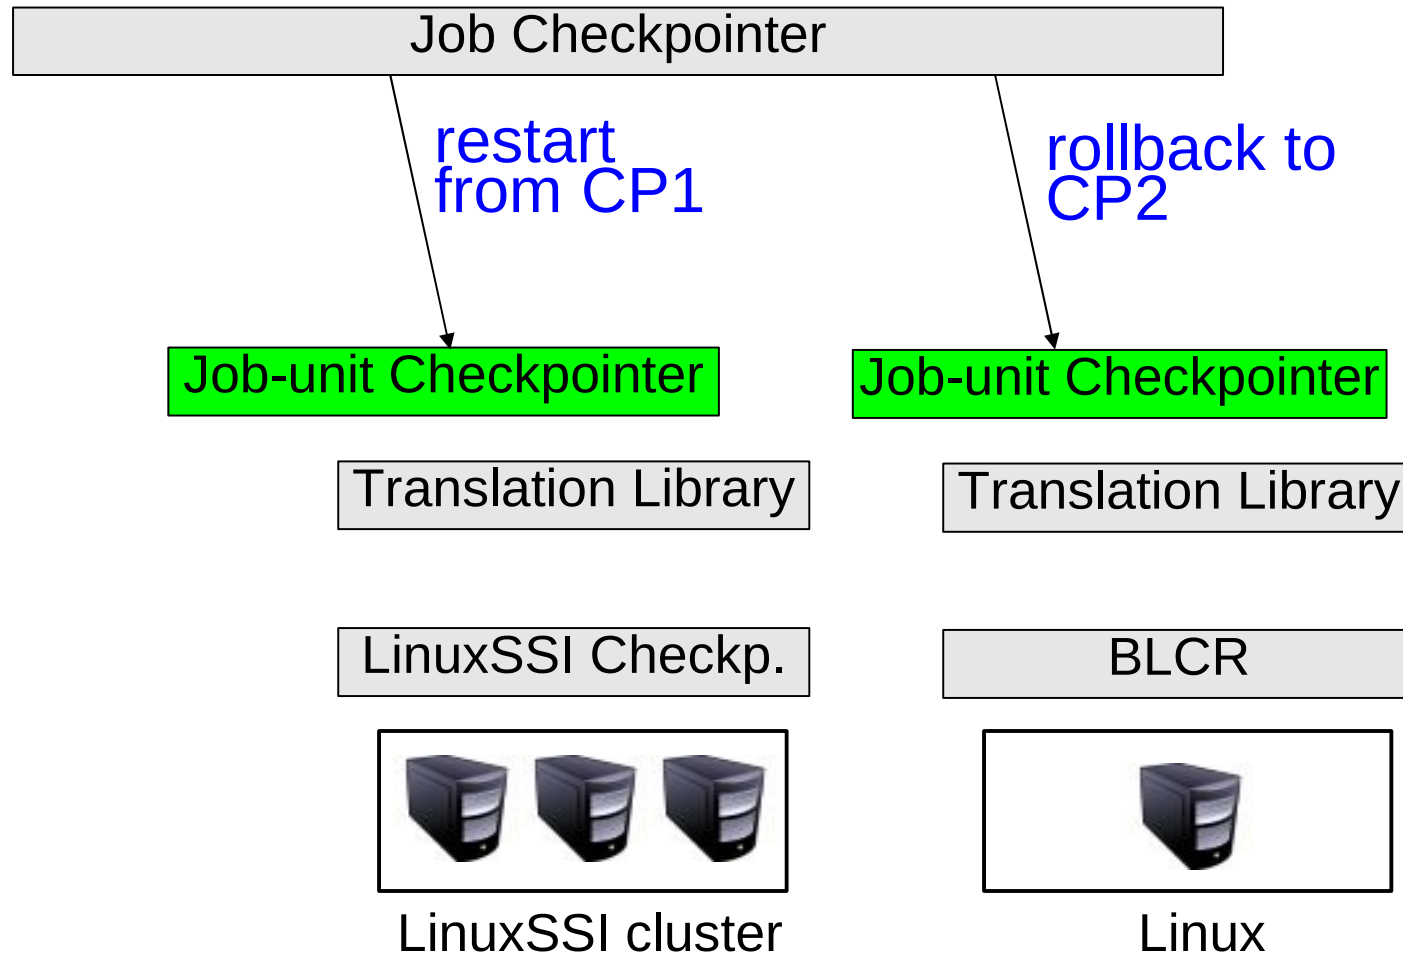 Job Checkpointer
restart
from CP1
rollback to
CP2
Job-unit Checkpointer
Job-unit Checkpointer
Translation Library
Translation Library
LinuxSSI Checkp.
BLCR
LinuxSSI cluster
Linux